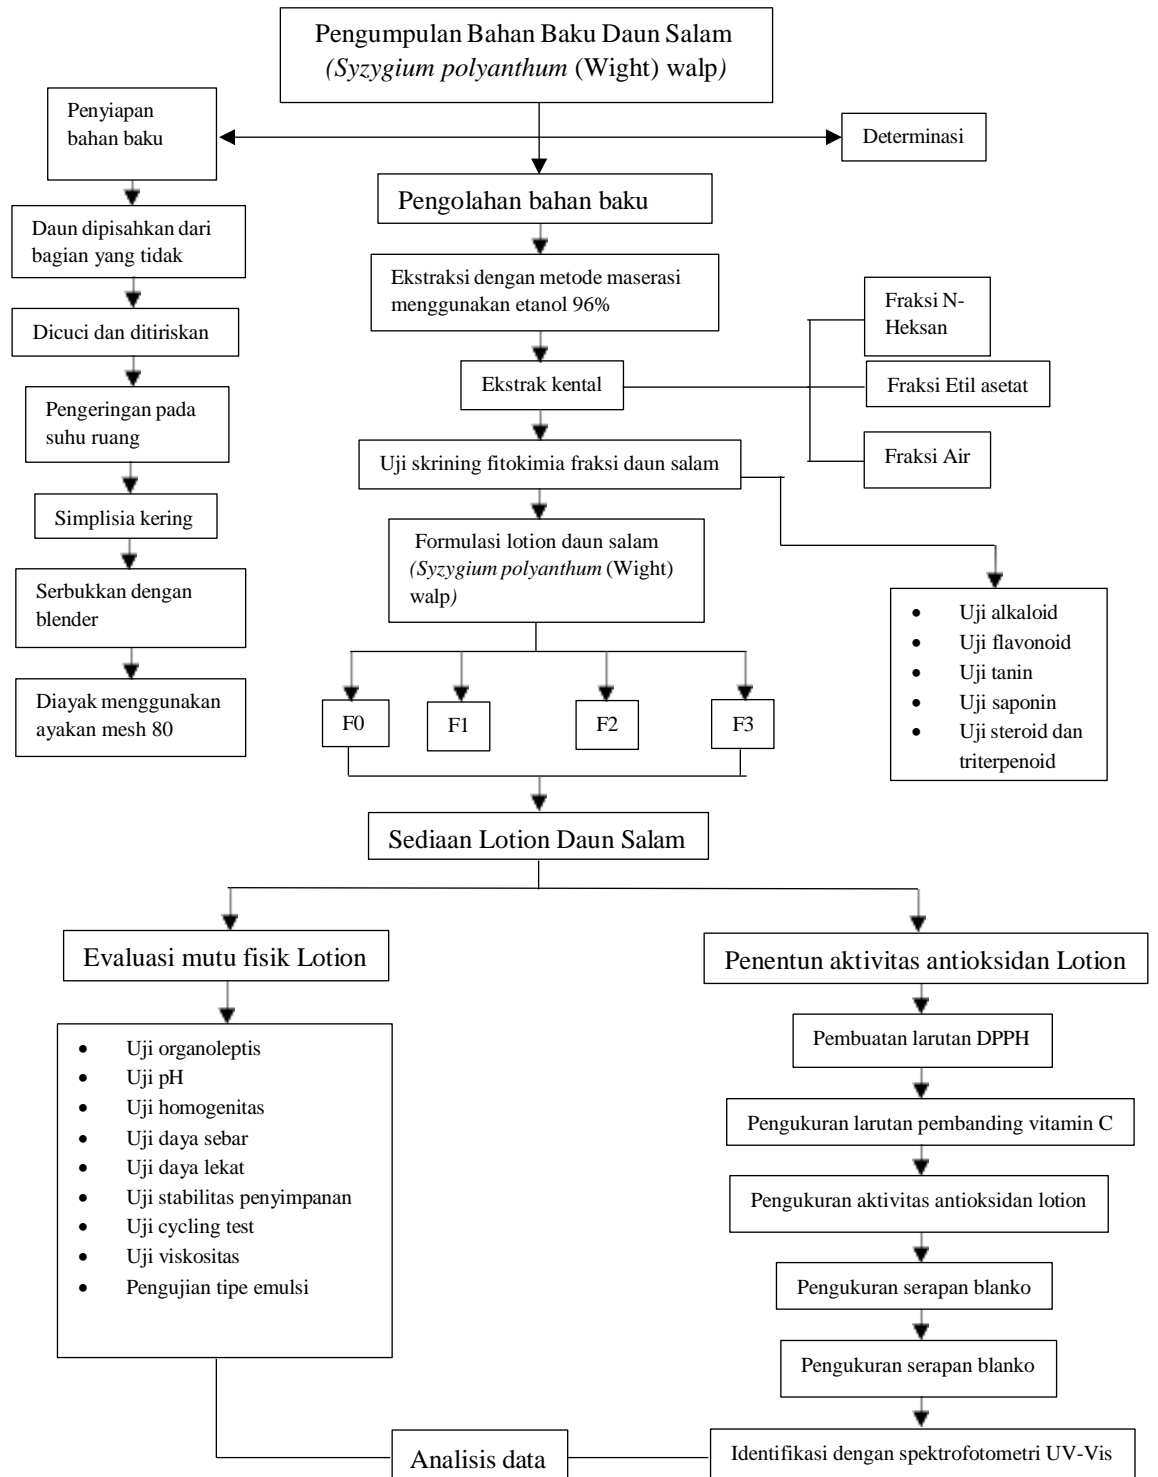 Pengumpulan Bahan Baku Daun Salam
(Syzygium polyanthum (Wight) walp)
Penyiapan
bahan baku
Determinasi
Daun dipisahkan dari
bagian yang tidak
Dicuci dan ditiriskan
Pengeringan pada
suhu ruang
Simplisia kering
Serbukkan dengan
blender
Diayak menggunakan
ayakan mesh 80
Pengolahan bahan baku
Ekstraksi dengan metode maserasi
menggunakan etanol 96%
Ekstrak kental
Fraksi N-
Heksan
Fraksi Etil asetat
Fraksi Air
Uji skrining fitokimia fraksi daun salam
• Uji alkaloid
• Uji flavonoid
• Uji tanin
• Uji saponin
• Uji steroid dan
triterpenoid
Formulasi lotion daun salam
(Syzygium polyanthum (Wight)
walp)
F0
F1
F2
F3
Sediaan Lotion Daun Salam
Evaluasi mutu fisik Lotion
• Uji organoleptis
• Uji pH
• Uji homogenitas
• Uji daya sebar
• Uji daya lekat
• Uji stabilitas penyimpanan
• Uji cycling test
• Uji viskositas
• Pengujian tipe emulsi
Penentun aktivitas antioksidan Lotion
Pembuatan larutan DPPH
Pengukuran larutan pembanding vitamin C
Pengukuran aktivitas antioksidan lotion
Pengukuran serapan blanko
Pengukuran serapan blanko
Identifikasi dengan spektrofotometri UV-Vis
Analisis data